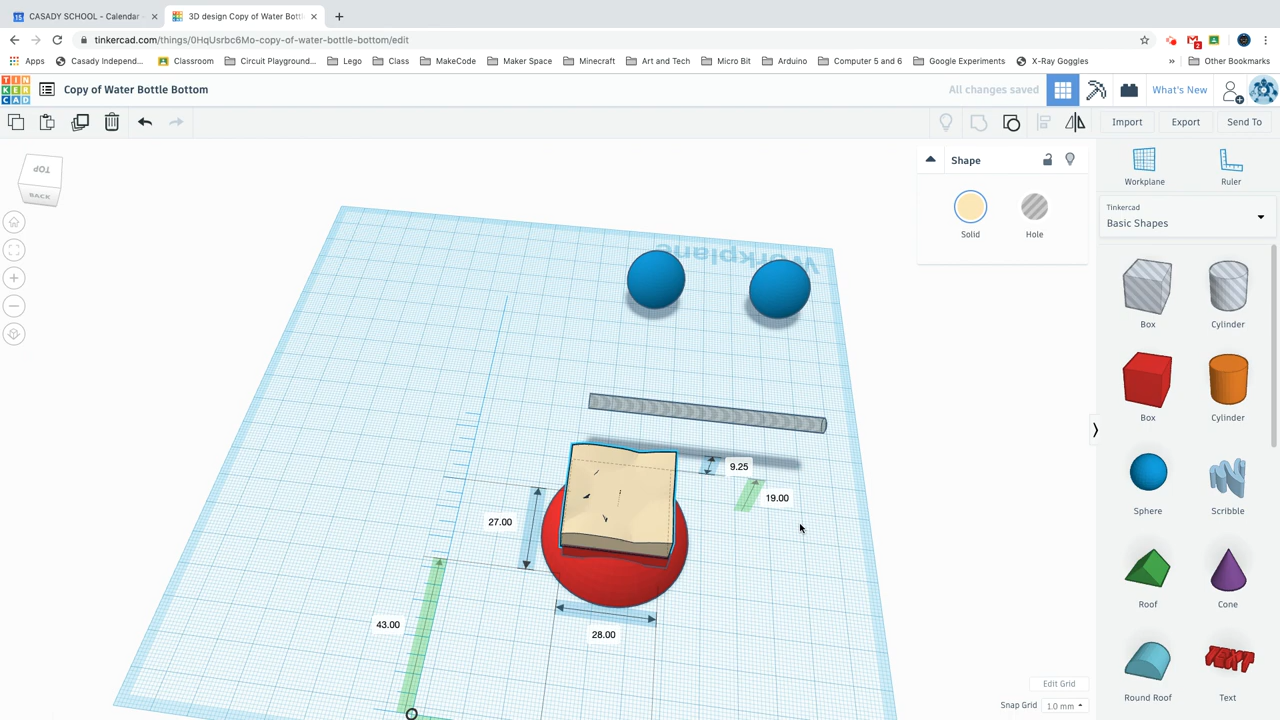 CASADY SCHOOL - Calendar
3D design Copy of Water Bottl
tinkercad.com/things/0HqUsrbc6Mo-copy-of-water-bottle-bottom/edit
Apps
Casady Independ...
Classroom
Circuit Playground...
Lego
Class
MakeCode
Maker Space
Minecraft
Art and Tech
Micro Bit
Arduino
Computer 5 and 6
Google Experiments
X-Ray Goggles
»
Other Bookmarks
TIN
KER
CAD
Copy of Water Bottle Bottom
All changes saved
What's New
Import
Export
Send To
TOP
BACK
Shape
Solid
Hole
Workplane
Ruler
Tinkercad
Basic Shapes
Workplane
Box
Cylinder
Box
Cylinder
Sphere
Scribble
Roof
Cone
Round Roof
Text
TEXT
9.25
19.00
27.00
43.00
28.00
Edit Grid
Snap Grid
1.0 mm